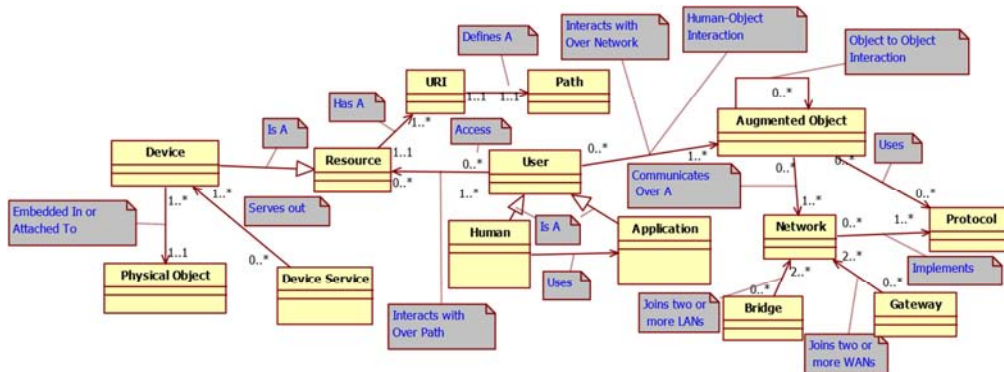 Interacts with
Over Network
Human-Object
Interaction
Defines A
Object to Object
Interaction
URI
Path
1..1
1..1
Has A
1..*
0..*
Augmented Object
Is A
Access
Uses
Device
Resource
1..1
0..*
0..*
User
0..*
1..*
0..*
0..*
Communicates
Over A
1..*
1..*
Serves out
1..*
1..*
0..*
Embedded In or
Attached To
Human
Is A
Application
Network
0..*
1..*
Protocol
1..1
0..*
Physical Object
Device Service
Uses
2..*
2..*
Implements
0..*
0..*
Interacts with
Over Path
Joins two or
more LANs
Bridge
Gateway
Joins two or
more WANs